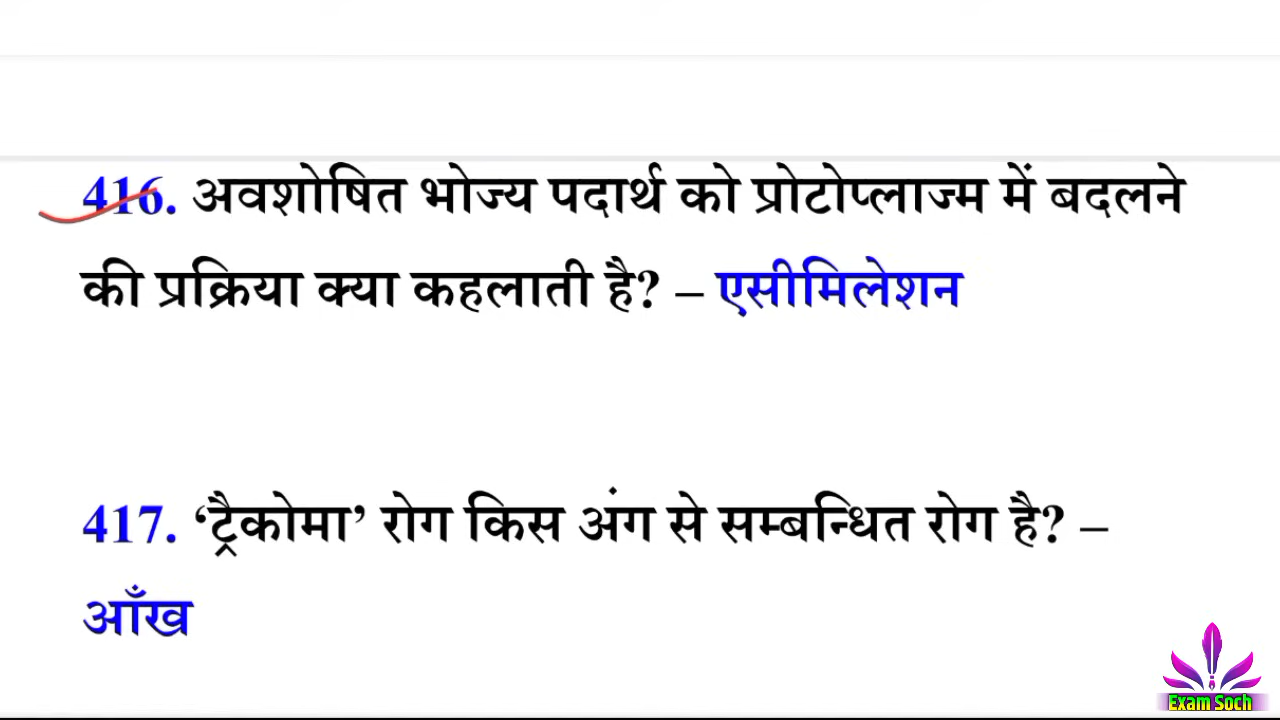 416. अवशोषित भोज्य पदार्थ को प्रोटोप्लाज्म में बदलने
की प्रक्रिया क्या कहलाती है? – एसीमिलेशन
417. ‘ट्रैकोमा’ रोग किस अंग से सम्बन्धित रोग है? –
आँख
Exam Soch